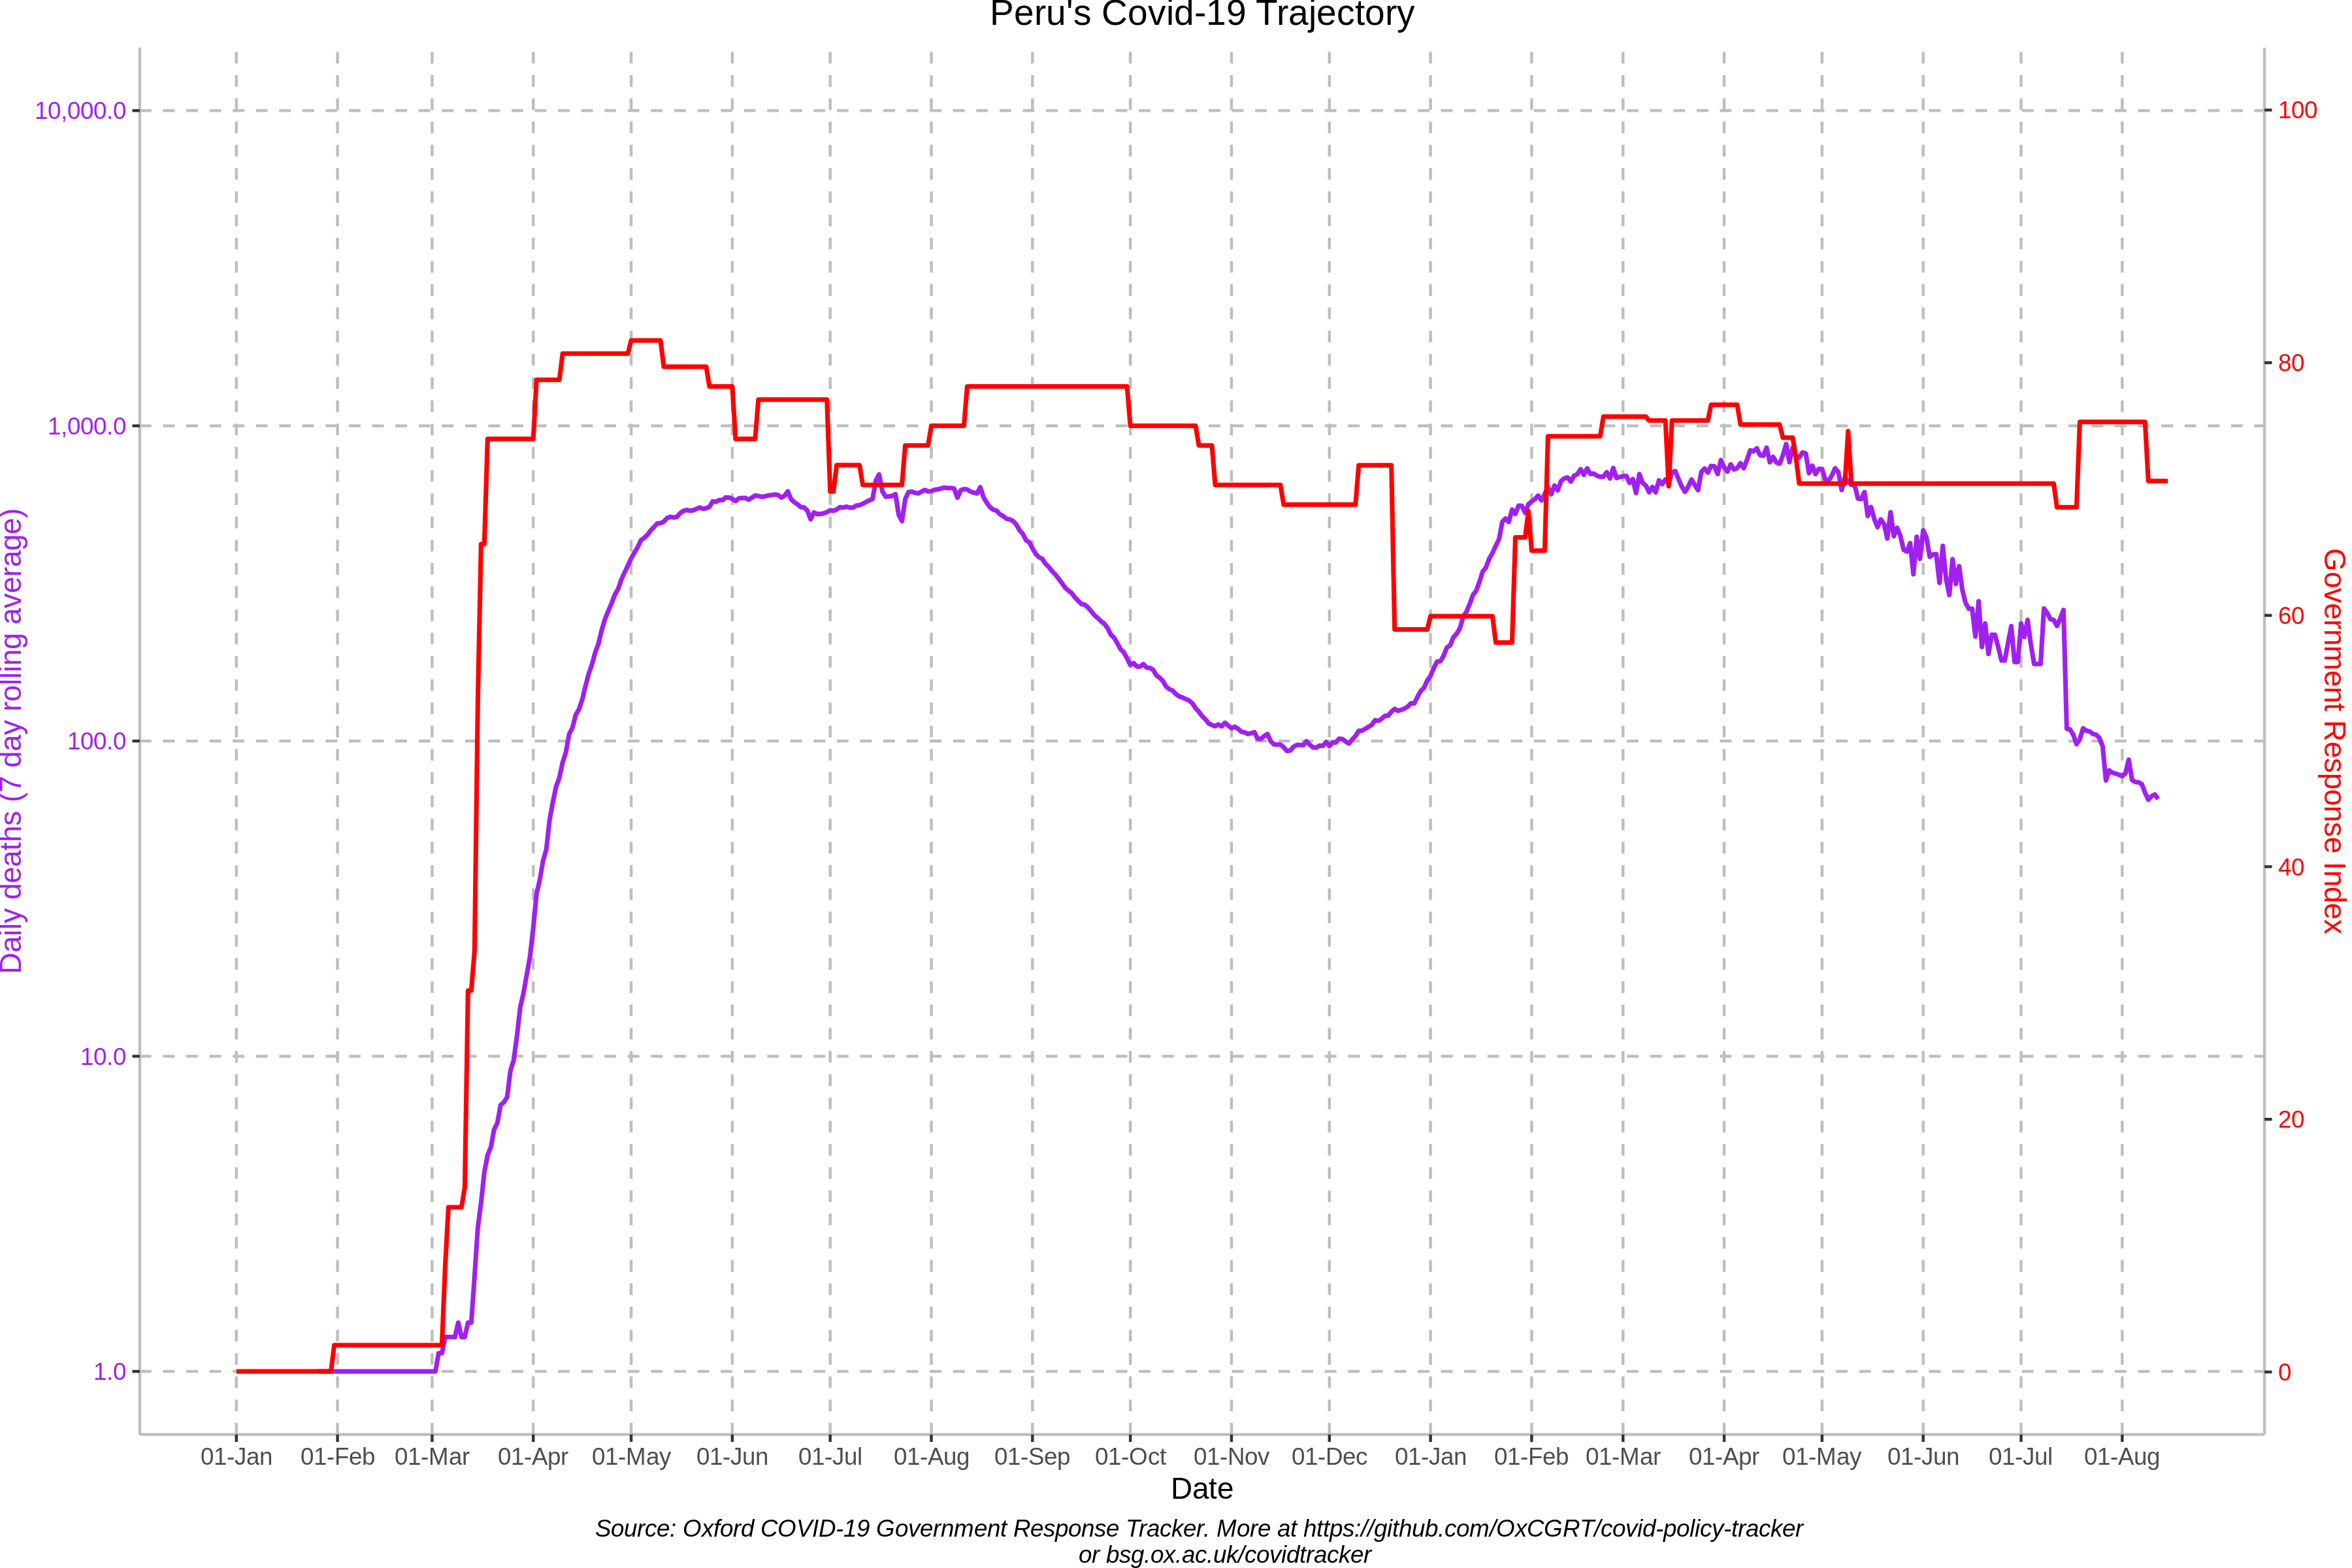 Peru's Covid-19 Trajectory
10,000.0
1,000.0
100.0
10.0
1.0
Daily deaths (7 day rolling average)
100
80
60
40
20
0
Government Response Index
01-Jan 01-Feb 01-Mar 01-Apr 01-May 01-Jun 01-Jul 01-Aug 01-Sep 01-Oct 01-Nov 01-Dec 01-Jan 01-Feb 01-Mar 01-Apr 01-May 01-Jun 01-Jul 01-Aug
Date
Source: Oxford COVID-19 Government Response Tracker. More at https://github.com/OxCGRT/covid-policy-tracker
or bsg.ox.ac.uk/covidtracker